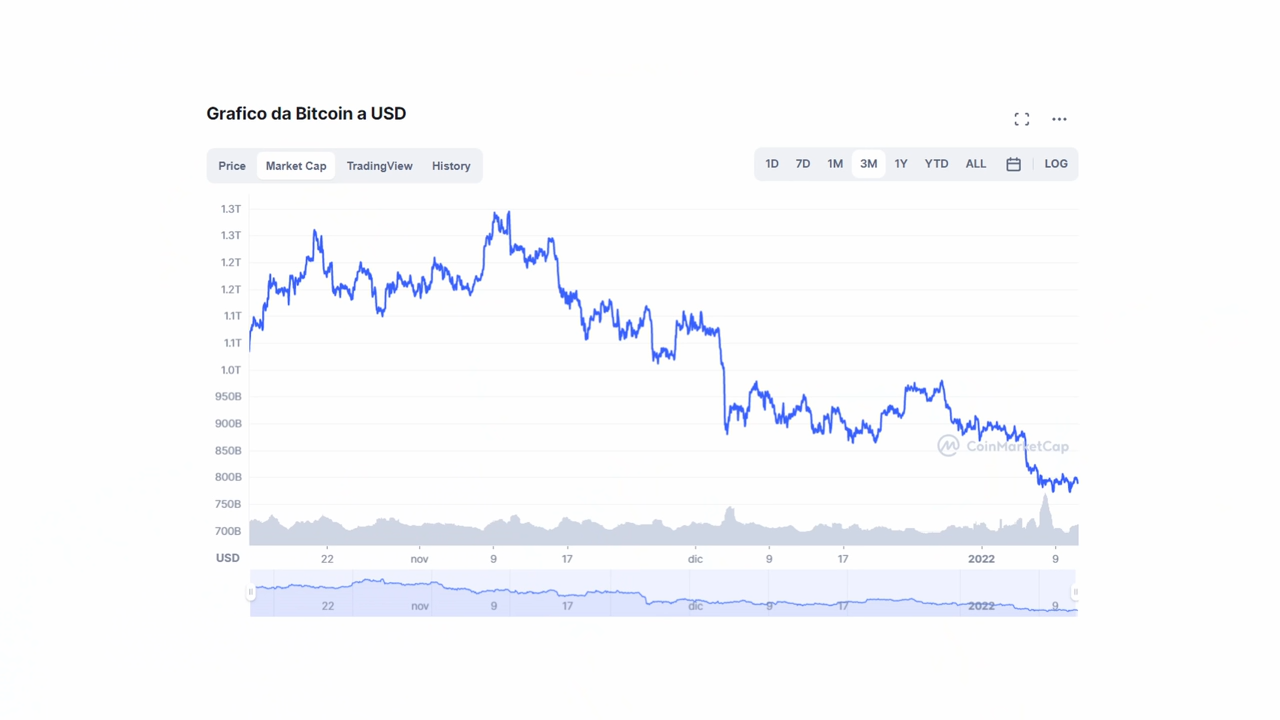 Grafico da Bitcoin a USD
Price Market Cap TradingView History
1D 7D 1M 3M 1Y YTD ALL LOG
1.3T
1.3T
1.2T
1.2T
1.1T
1.1T
1.0T
950B
900B
850B
800B
750B
700B
CoinMarketCap
USD 22 nov 9 17 dic 9 17 2022 9
22 nov 9 17 dic 9 17 2022 9